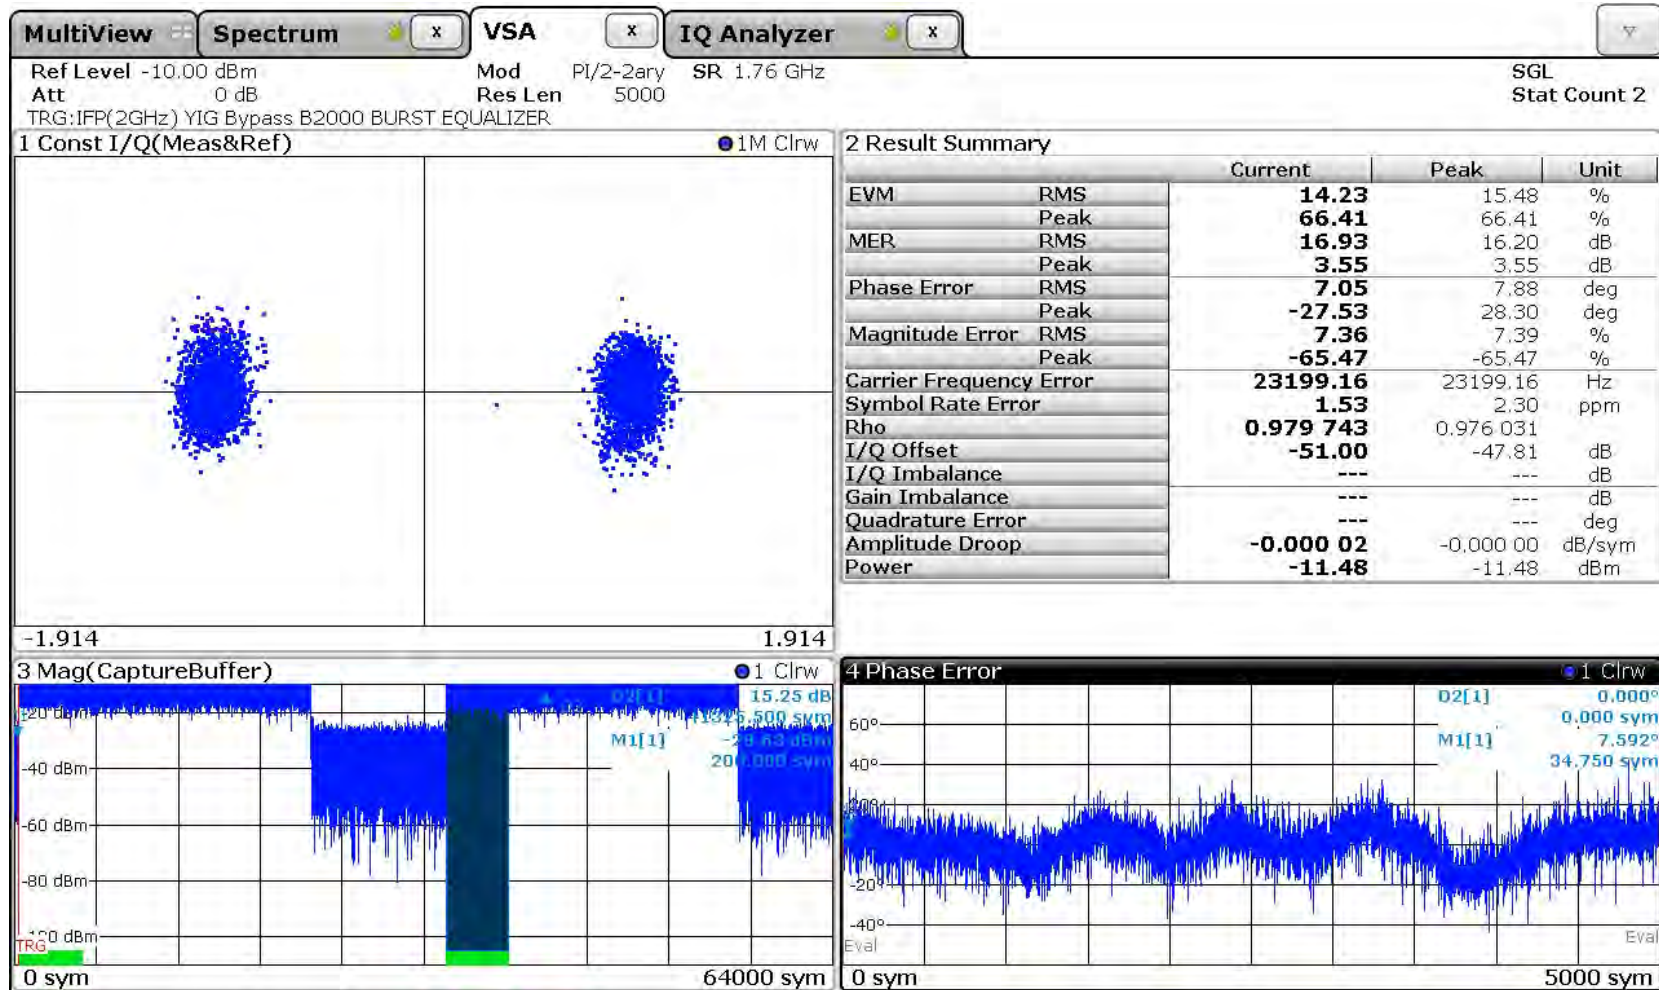 MultiView Spectrum x VSA x IQ Analyzer x
Ref Level -10.00 dBm Mod PI/2-2ary SR 1.76 GHz SGL
Att 0 dB Res Len 5000 Stat Count 2
TRG:IFP(2GHz) YIG Bypass B2000 BURST EQUALIZER
1 Const I/Q(Meas&Ref) 1M Clrw
-1.914 1.914
2 Result Summary
Current Peak Unit
EVM RMS 14.23 15.48 %
Peak 66.41 66.41 %
MER RMS 16.93 16.20 dB
Peak 3.55 3.55 dB
Phase Error RMS 7.05 7.88 deg
Peak -27.53 28.30 deg
Magnitude Error RMS 7.36 7.39 %
Peak -65.47 -65.47 %
Carrier Frequency Error 23199.16 23199.16 Hz
Symbol Rate Error 1.53 2.30 ppm
Rho 0.979 743 0.976 031
I/Q Offset -51.00 -47.81 dB
I/Q Imbalance --- --- dB
Gain Imbalance --- --- dB
Quadrature Error --- --- deg
Amplitude Droop -0.000 02 -0.000 00 dB/sym
Power -11.48 -11.48 dBm
3 Mag(CaptureBuffer) 1 Clrw
D2[1] 15.25 dB
-20 dBm
M1[1]
-40 dBm
-60 dBm
-80 dBm
TRG
0 sym 64000 sym
4 Phase Error 1 Clrw
D2[1] 0.000°
0.000 sym
60°
M1[1] 7.592°
40° 34.750 sym
-20°
-40°
Eval Eval
0 sym 5000 sym